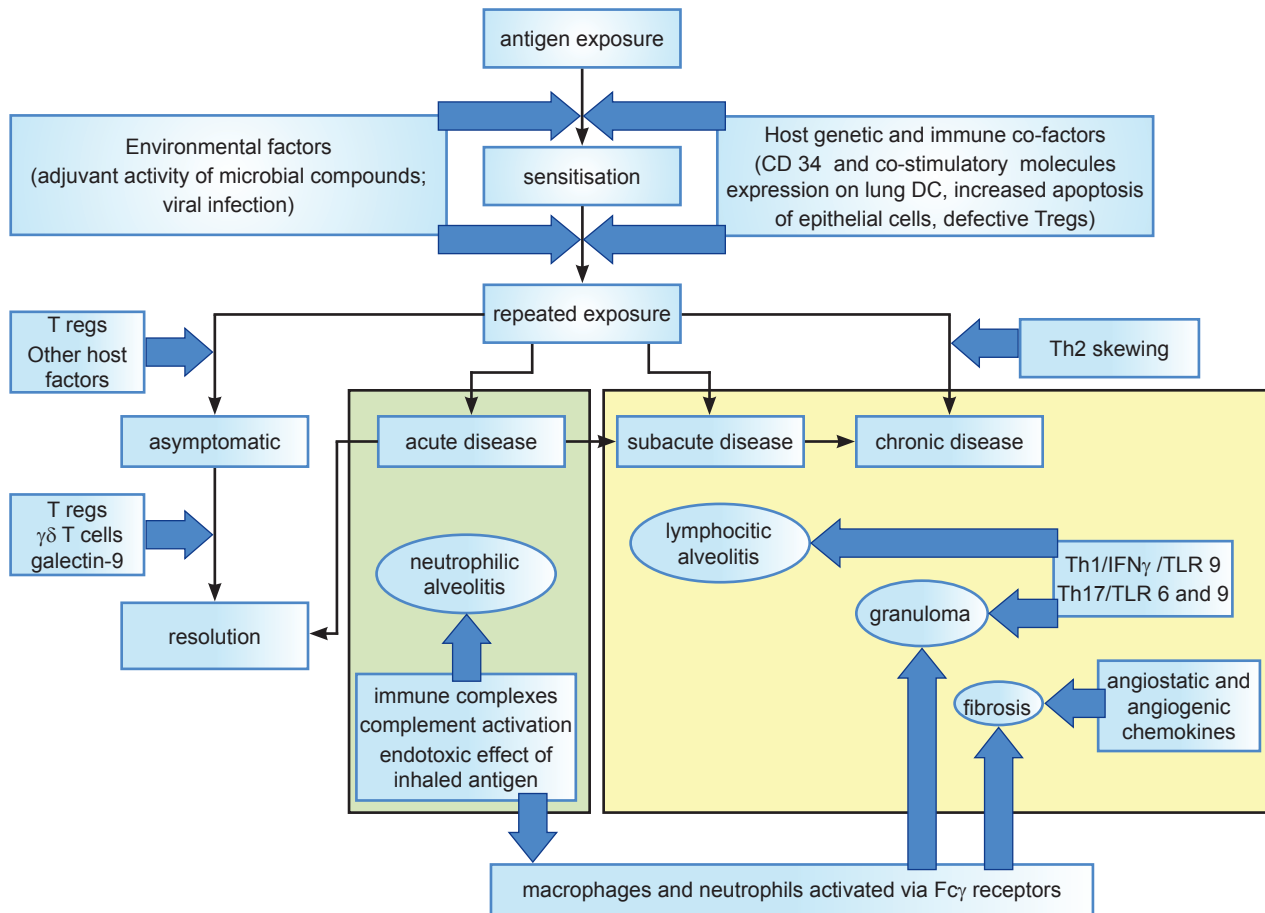 antigen exposure
Environmental factors
(adjuvant activity of microbial compounds;
viral infection)
sensitisation
Host genetic and immune co-factors
(CD 34 and co-stimulatory molecules
expression on lung DC, increased apoptosis
of epithelial cells, defective Tregs)
repeated exposure
T regs
Other host
factors
Th2 skewing
asymptomatic
acute disease
subacute disease
chronic disease
T regs
γδ T cells
galectin-9
neutrophilic
alveolitis
lymphocitic
alveolitis
Th1/IFNγ /TLR 9
Th17/TLR 6 and 9
granuloma
resolution
immune complexes
complement activation
endotoxic effect of
inhaled antigen
fibrosis
angiostatic and
angiogenic
chemokines
macrophages and neutrophils activated via Fcγ receptors